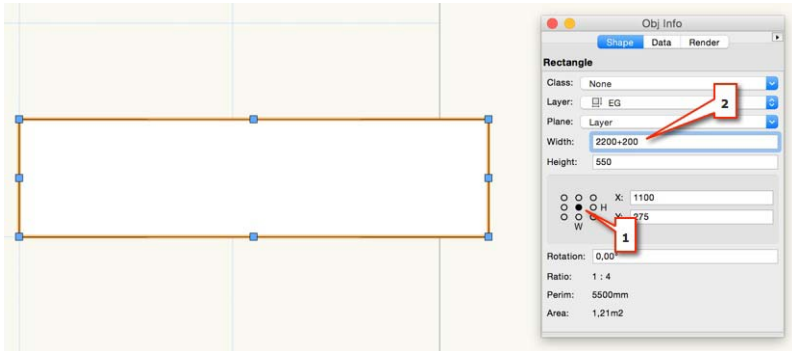 Obj Info
Shape Data Render
Rectangle
Class: None
Layer: EG
2
Plane: Layer
Width: 2200+200
Height: 550
X: 1100
H
Y: 275
W
1
Rotation: 0,00°
Ratio: 1 : 4
Perim: 5500mm
Area: 1,21m2